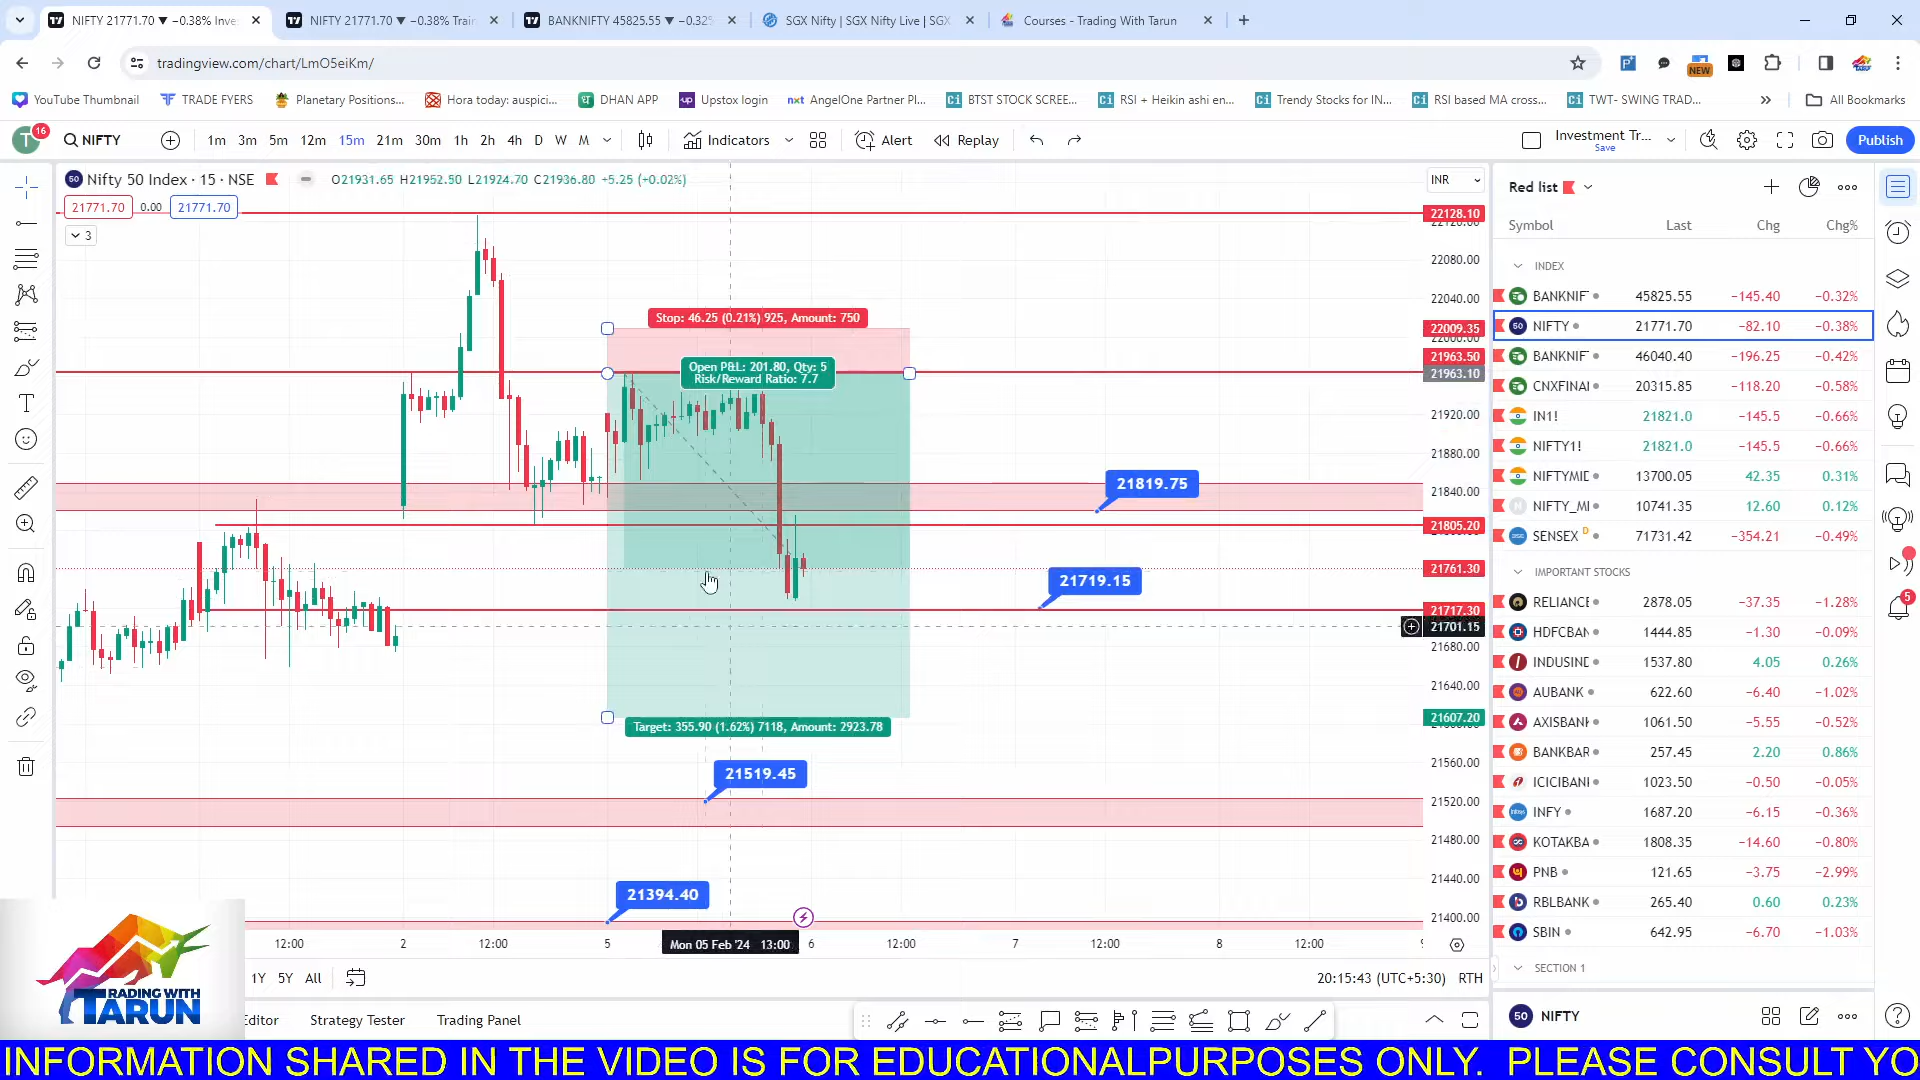 NIFTY 21771.70 ▼ −0.38% Inve
NIFTY 21771.70 ▼ −0.38% Train
BANKNIFTY 45825.55 ▼ −0.32%
SGX Nifty | SGX Nifty Live | SGX
Courses - Trading With Tarun
tradingview.com/chart/LmO5eiKm/
NEW
YouTube Thumbnail
TRADE FYERS
Planetary Positions...
Hora today: auspici...
DHAN APP
Upstox login
AngelOne Partner Pl...
BTST STOCK SCREE...
RSI + Heikin ashi en...
Trendy Stocks for IN...
RSI based MA cross...
TWT- SWING TRAD...
All Bookmarks
T 16
NIFTY
1m 3m 5m 12m 15m 21m 30m 1h 2h 4h D W M
Indicators
Alert
Replay
Investment Tr...
Save
Publish
Nifty 50 Index · 15 · NSE
O21931.65 H21952.50 L21924.70 C21936.80 +5.25 (+0.02%)
INR
21771.70 0.00 21771.70
3
Stop: 46.25 (0.21%) 925, Amount: 750
Open P&L: 201.80, Qty: 5
Risk/Reward Ratio: 7.7
Target: 355.90 (1.62%) 7118, Amount: 2923.78
21819.75
21719.15
21519.45
21394.40
22128.10
22080.00
22040.00
22009.35
22000.00
21963.50
21963.10
21920.00
21880.00
21840.00
21805.20
21761.30
21717.30
21701.15
21680.00
21640.00
21607.20
21560.00
21520.00
21480.00
21440.00
21400.00
12:00 2 12:00 5 Mon 05 Feb '24 13:00 6 12:00 7 12:00 8 12:00
1Y 5Y All
20:15:43 (UTC+5:30) RTH
Editor
Strategy Tester
Trading Panel
Red list
Symbol Last Chg Chg%
INDEX
BANKNIF 45825.55 −145.40 −0.32%
50 NIFTY 21771.70 −82.10 −0.38%
BANKNIF 46040.40 −196.25 −0.42%
CNXFINAI 20315.85 −118.20 −0.58%
IN1! 21821.0 −145.5 −0.66%
NIFTY1! 21821.0 −145.5 −0.66%
NIFTYMIE 13700.05 42.35 0.31%
NIFTY_MI 10741.35 12.60 0.12%
SENSEX D 71731.42 −354.21 −0.49%
IMPORTANT STOCKS
RELIANCE 2878.05 −37.35 −1.28%
HDFCBAN 1444.85 −1.30 −0.09%
INDUSINE 1537.80 4.05 0.26%
AUBANK 622.60 −6.40 −1.02%
AXISBANK 1061.50 −5.55 −0.52%
BANKBAR 257.45 2.20 0.86%
ICICIBANI 1023.50 −0.50 −0.05%
INFY 1687.20 −6.15 −0.36%
KOTAKBA 1808.35 −14.60 −0.80%
PNB 121.65 −3.75 −2.99%
RBLBANK 265.40 0.60 0.23%
SBIN 642.95 −6.70 −1.03%
SECTION 1
50 NIFTY
5
RADING WITH
TARUN
INFORMATION SHARED IN THE VIDEO IS FOR EDUCATIONALPURPOSES ONLY. PLEASE CONSULT YO